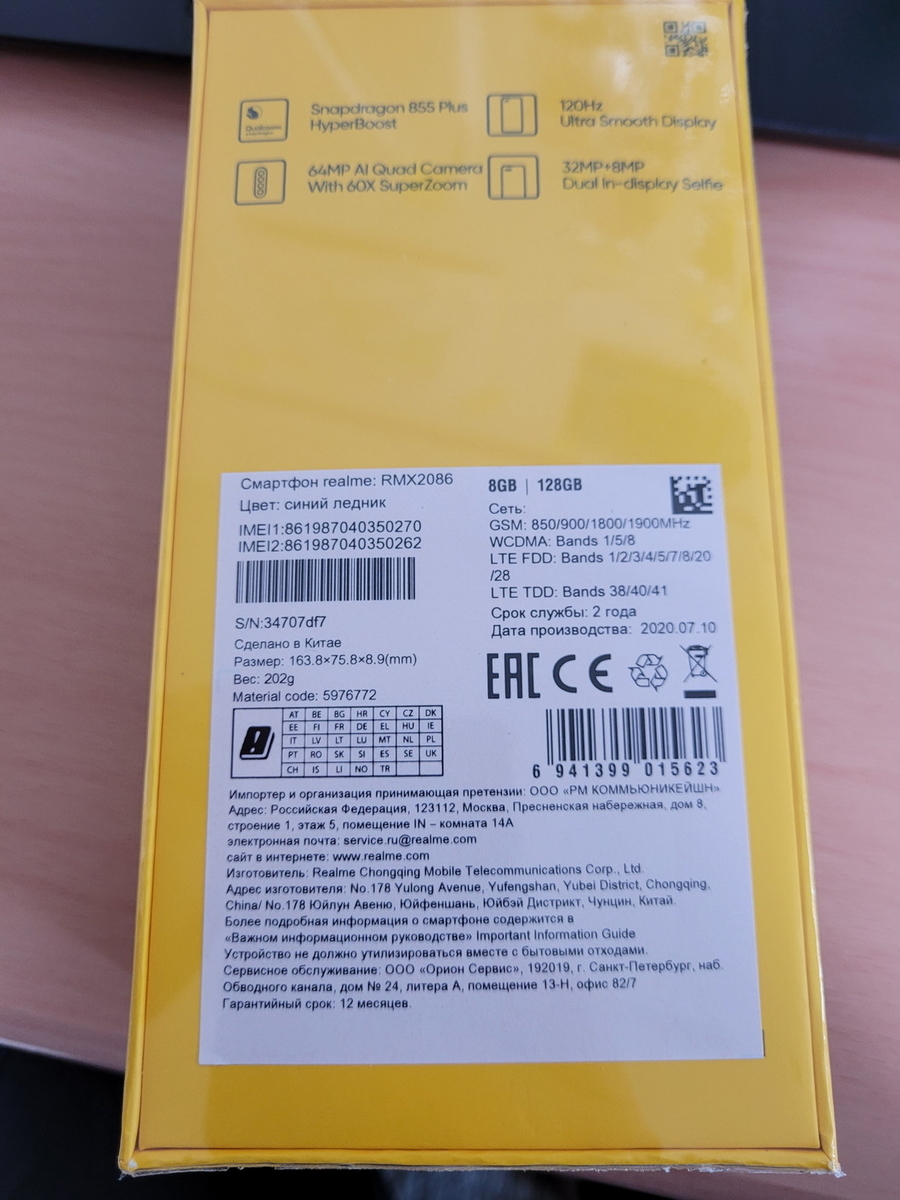 Snapdragon 855 Plus
HyperBoost
Qualcomm
snapdragon
120Hz
Ultra Smooth Display
64MP AI Quad Camera
With 60X SuperZoom
32MP+8MP
Dual In-display Selfie
Смартфон realme: RMX2086
Цвет: синий ледник
IMEI1:861987040350270
IMEI2:861987040350262
S/N:34707df7
Сделано в Китае
Размер: 163.8×75.8×8.9(mm)
Вес: 202g
Material code: 5976772
8GB | 128GB
Сеть:
GSM: 850/900/1800/1900MHz
WCDMA: Bands 1/5/8
LTE FDD: Bands 1/2/3/4/5/7/8/20
/28
LTE TDD: Bands 38/40/41
Срок службы: 2 года
Дата производства: 2020.07.10
EAC CE
AT BE BG HR CY CZ DK
EE FI FR DE EL HU IE
IT LV LT LU MT NL PL
PT RO SK SI ES SE UK
CH IS LI NO TR
6 941399 015623
Импортер и организация принимающая претензии: ООО «РМ КОММЬЮНИКЕЙШН»
Адрес: Российская Федерация, 123112, Москва, Пресненская набережная, дом 8,
строение 1, этаж 5, помещение IN – комната 14А
электронная почта: service.ru@realme.com
сайт в интернете: www.realme.com
Изготовитель: Realme Chongqing Mobile Telecommunications Corp., Ltd.
Адрес изготовителя: No.178 Yulong Avenue, Yufengshan, Yubei District, Chongqing,
China/ No.178 Юйлун Авеню, Юйфеншань, Юйбэй Дистрикт, Чунцин, Китай.
Более подробная информация о смартфоне содержится в
«Важном информационном руководстве» Important Information Guide
Устройство не должно утилизироваться вместе с бытовыми отходами.
Сервисное обслуживание: ООО «Орион Сервис», 192019, г. Санкт-Петербург, наб.
Обводного канала, дом № 24, литера А, помещение 13-Н, офис 82/7
Гарантийный срок: 12 месяцев.